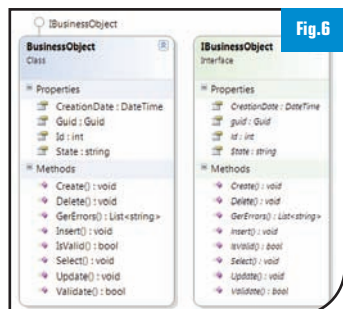 IBusinessObject
Fig.6
BusinessObject
Class
Properties
CreationDate : DateTime
Guid : Guid
Id : int
State : string
Methods
Create() : void
Delete() : void
GerErrors() : List<string>
Insert() : void
IsValid() : bool
Select() : void
Update() : void
Validate() : bool
IBusinessObject
Interface
Properties
CreationDate : DateTime
guid : Guid
Id : int
State : string
Methods
Create() : void
Delete() : void
GerErrors() : List<string>
Insert() : void
IsValid() : bool
Select() : void
Update() : void
Validate() : bool